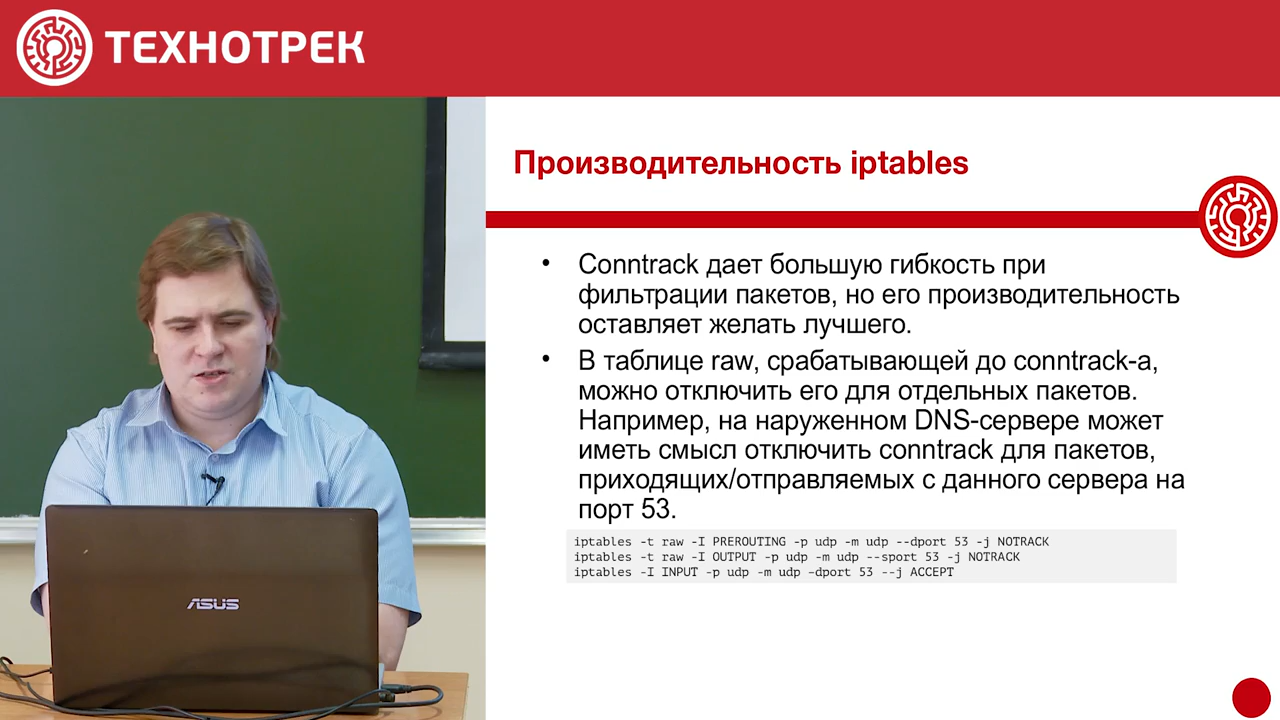 ТЕХНОТРЕК
Производительность iptables
• Conntrack дает большую гибкость при
фильтрации пакетов, но его производительность
оставляет желать лучшего.
• В таблице raw, срабатывающей до conntrack-а,
можно отключить его для отдельных пакетов.
Например, на наруженном DNS-сервере может
иметь смысл отключить conntrack для пакетов,
приходящих/отправляемых с данного сервера на
порт 53.
iptables -t raw -I PREROUTING -p udp -m udp --dport 53 -j NOTRACK
iptables -t raw -I OUTPUT -p udp -m udp --sport 53 -j NOTRACK
iptables -I INPUT -p udp -m udp -dport 53 --j ACCEPT
ASUS